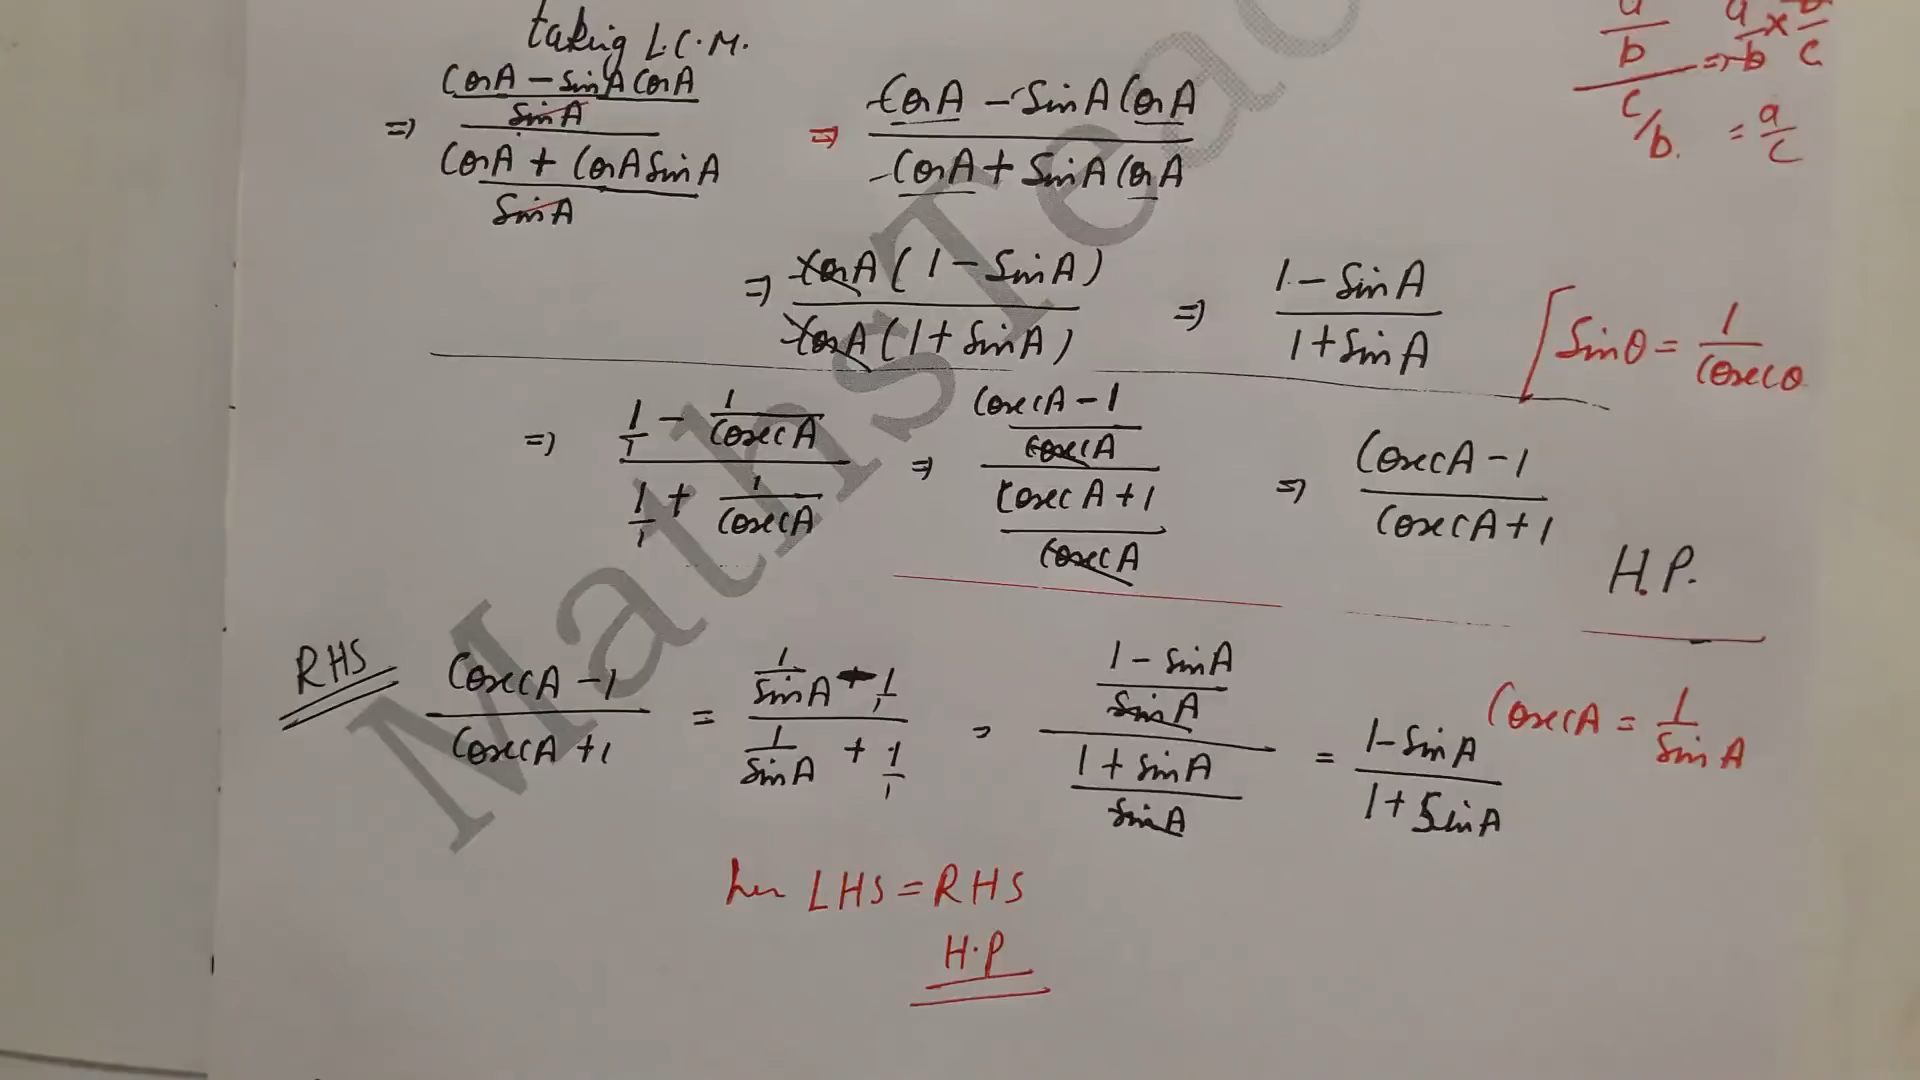 taking L.C.M.
⇒ ((CosA − SinA CosA)/SinA)/((CosA + CosA SinA)/SinA) ⇒ (CosA − SinA CosA)/(CosA + SinA CosA)
(a/b)/(c/b) ⇒ a/b × b/c = a/c
⇒ CosA(1 − SinA)/CosA(1 + SinA) ⇒ (1 − SinA)/(1 + SinA) [Sinθ = 1/Cosecθ
⇒ (1/1 − 1/CosecA)/(1/1 + 1/CosecA) ⇒ ((CosecA − 1)/CosecA)/((CosecA + 1)/CosecA) ⇒ (CosecA − 1)/(CosecA + 1)
H.P.
RHS (CosecA − 1)/(CosecA + 1) = (1/SinA − 1/1)/(1/SinA + 1/1) = ((1 − SinA)/SinA)/((1 + SinA)/SinA) = (1 − SinA)/(1 + SinA) CosecA = 1/SinA
LHS = RHS
H.P